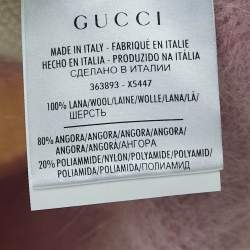 GUCCI
MADE IN ITALY - FABRIQUÉ EN ITALIE
HECHO EN ITALIA - PRODUZIDO NA ITÁLIA
СДЕЛАНО В ИТАЛИИ
363893 - X5447
100% LANA/WOOL/LAINE/WOLLE/LANA/LÃ/
ШЕРСТЬ
80% ANGORA/ANGORA/ANGORA/ANGORA/
ANGORA/ANGORÁ/АНГОРА
20% POLIAMMIDE/NYLON/POLYAMIDE/POLYAMID/
POLIAMIDA/POLIAMIDA/ПОЛИАМИД